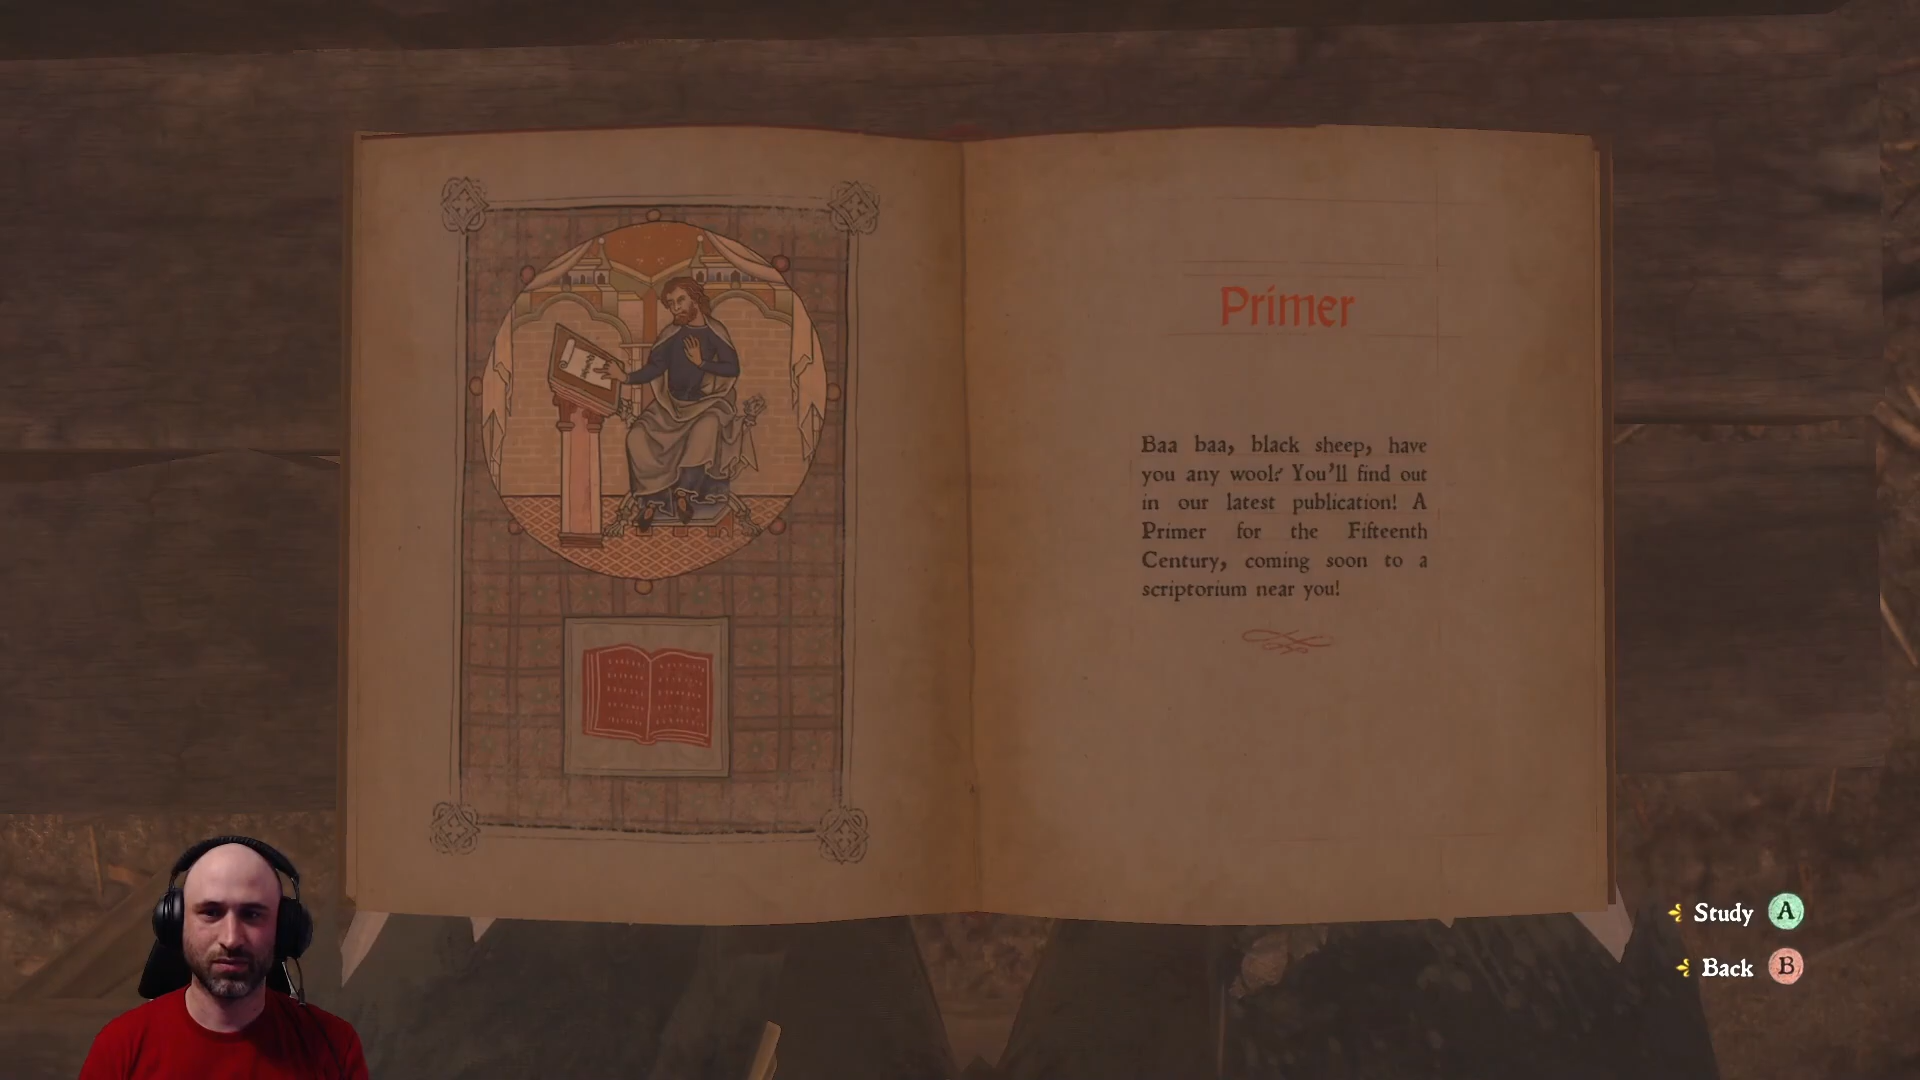 Primer
Baa baa, black sheep, have
you any wool? You'll find out
in our latest publication! A
Primer for the Fifteenth
Century, coming soon to a
scriptorium near you!
Study A
Back B